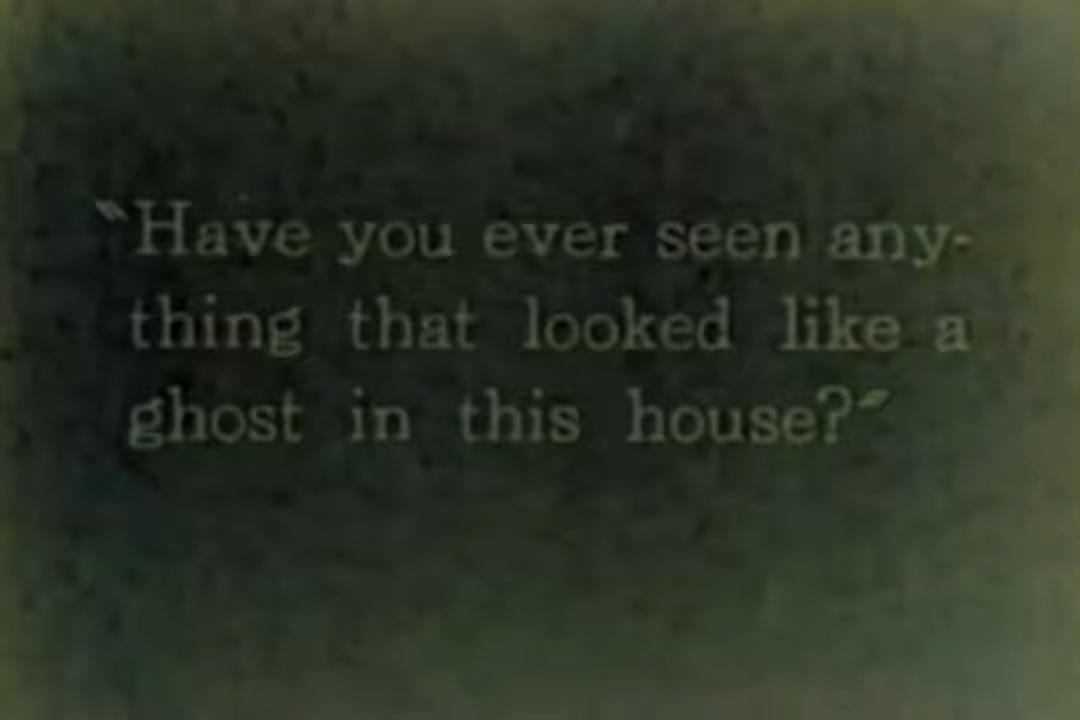 "Have you ever seen any-
thing that looked like a
ghost in this house?"